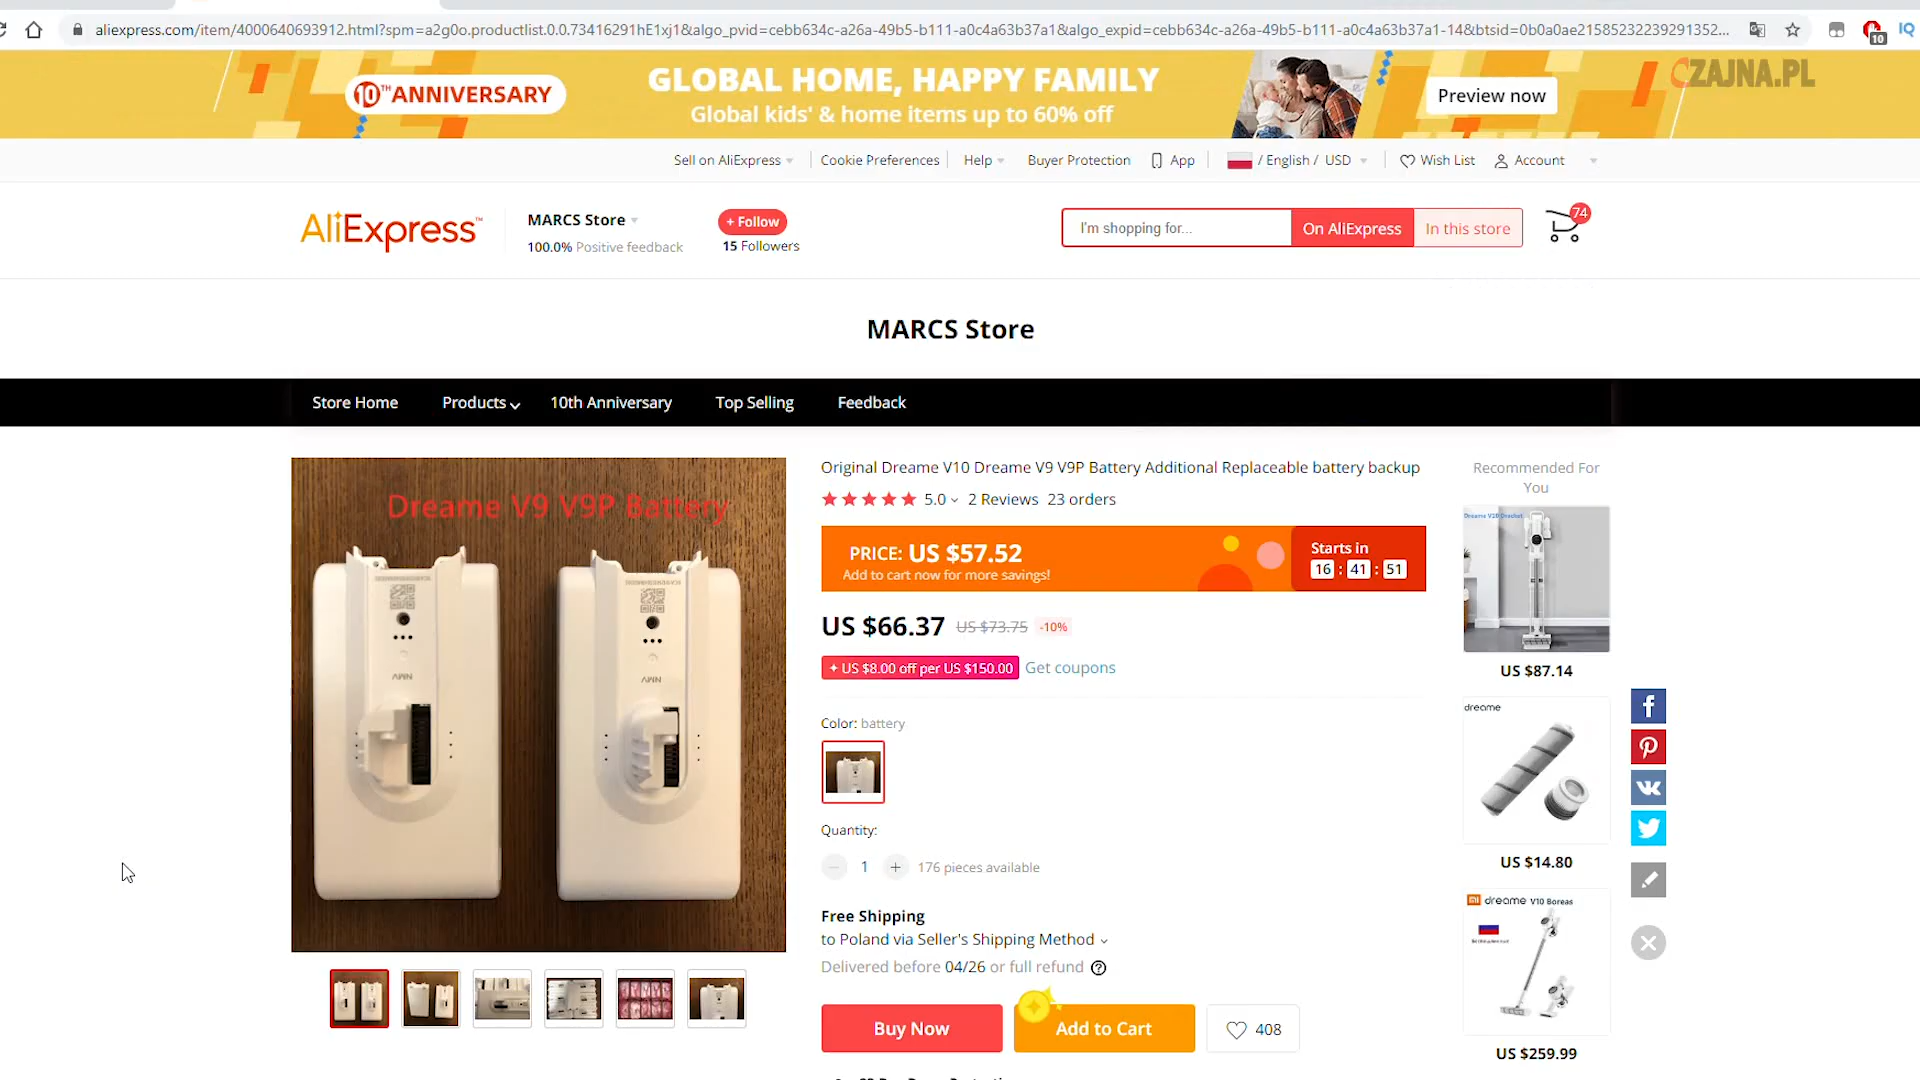 aliexpress.com/item/4000640693912.html?spm=a2g0o.productlist.0.0.73416291hE1xj1&algo_pvid=cebb634c-a26a-49b5-b111-a0c4a63b37a1&algo_expid=cebb634c-a26a-49b5-b111-a0c4a63b37a1-14&btsid=0b0a0ae21585232239291352...
10
IQ
10TH ANNIVERSARY
GLOBAL HOME, HAPPY FAMILY
Global kids' & home items up to 60% off
Preview now
CZAJNA.PL
Sell on AliExpress
Cookie Preferences
Help
Buyer Protection
App
/ English / USD
Wish List
Account
AliExpress™
MARCS Store
100.0% Positive feedback
+ Follow
15 Followers
I'm shopping for...
On AliExpress
In this store
74
MARCS Store
Store Home
Products
10th Anniversary
Top Selling
Feedback
Dreame V9 V9P Battery
Original Dreame V10 Dreame V9 V9P Battery Additional Replaceable battery backup
5.0
2 Reviews
23 orders
PRICE: US $57.52
Add to cart now for more savings!
Starts in
16 : 41 : 51
US $66.37
US $73.75
-10%
US $8.00 off per US $150.00
Get coupons
Color: battery
Quantity:
1
176 pieces available
Free Shipping
to Poland via Seller's Shipping Method
Delivered before 04/26 or full refund
Buy Now
Add to Cart
408
Recommended For
You
US $87.14
dreame
US $14.80
mi dreame V10 Boreas
US $259.99